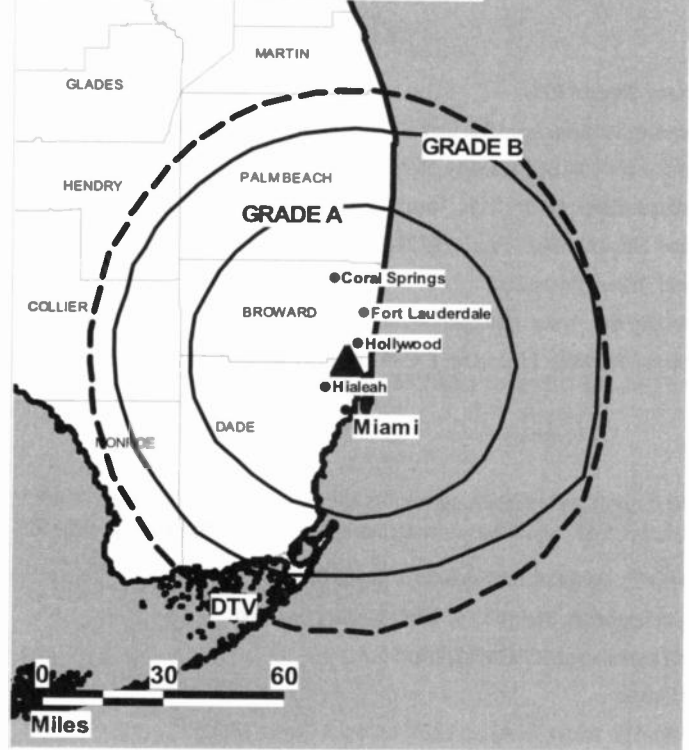 MARTIN
GLADES
GRADE B
HENDRY
PALM BEACH
GRADE A
Coral Springs
COLLIER
BROWARD
Fort Lauderdale
Hollywood
Hialeah
Miami
DADE
MONROE
DTV
0 30 60
Miles